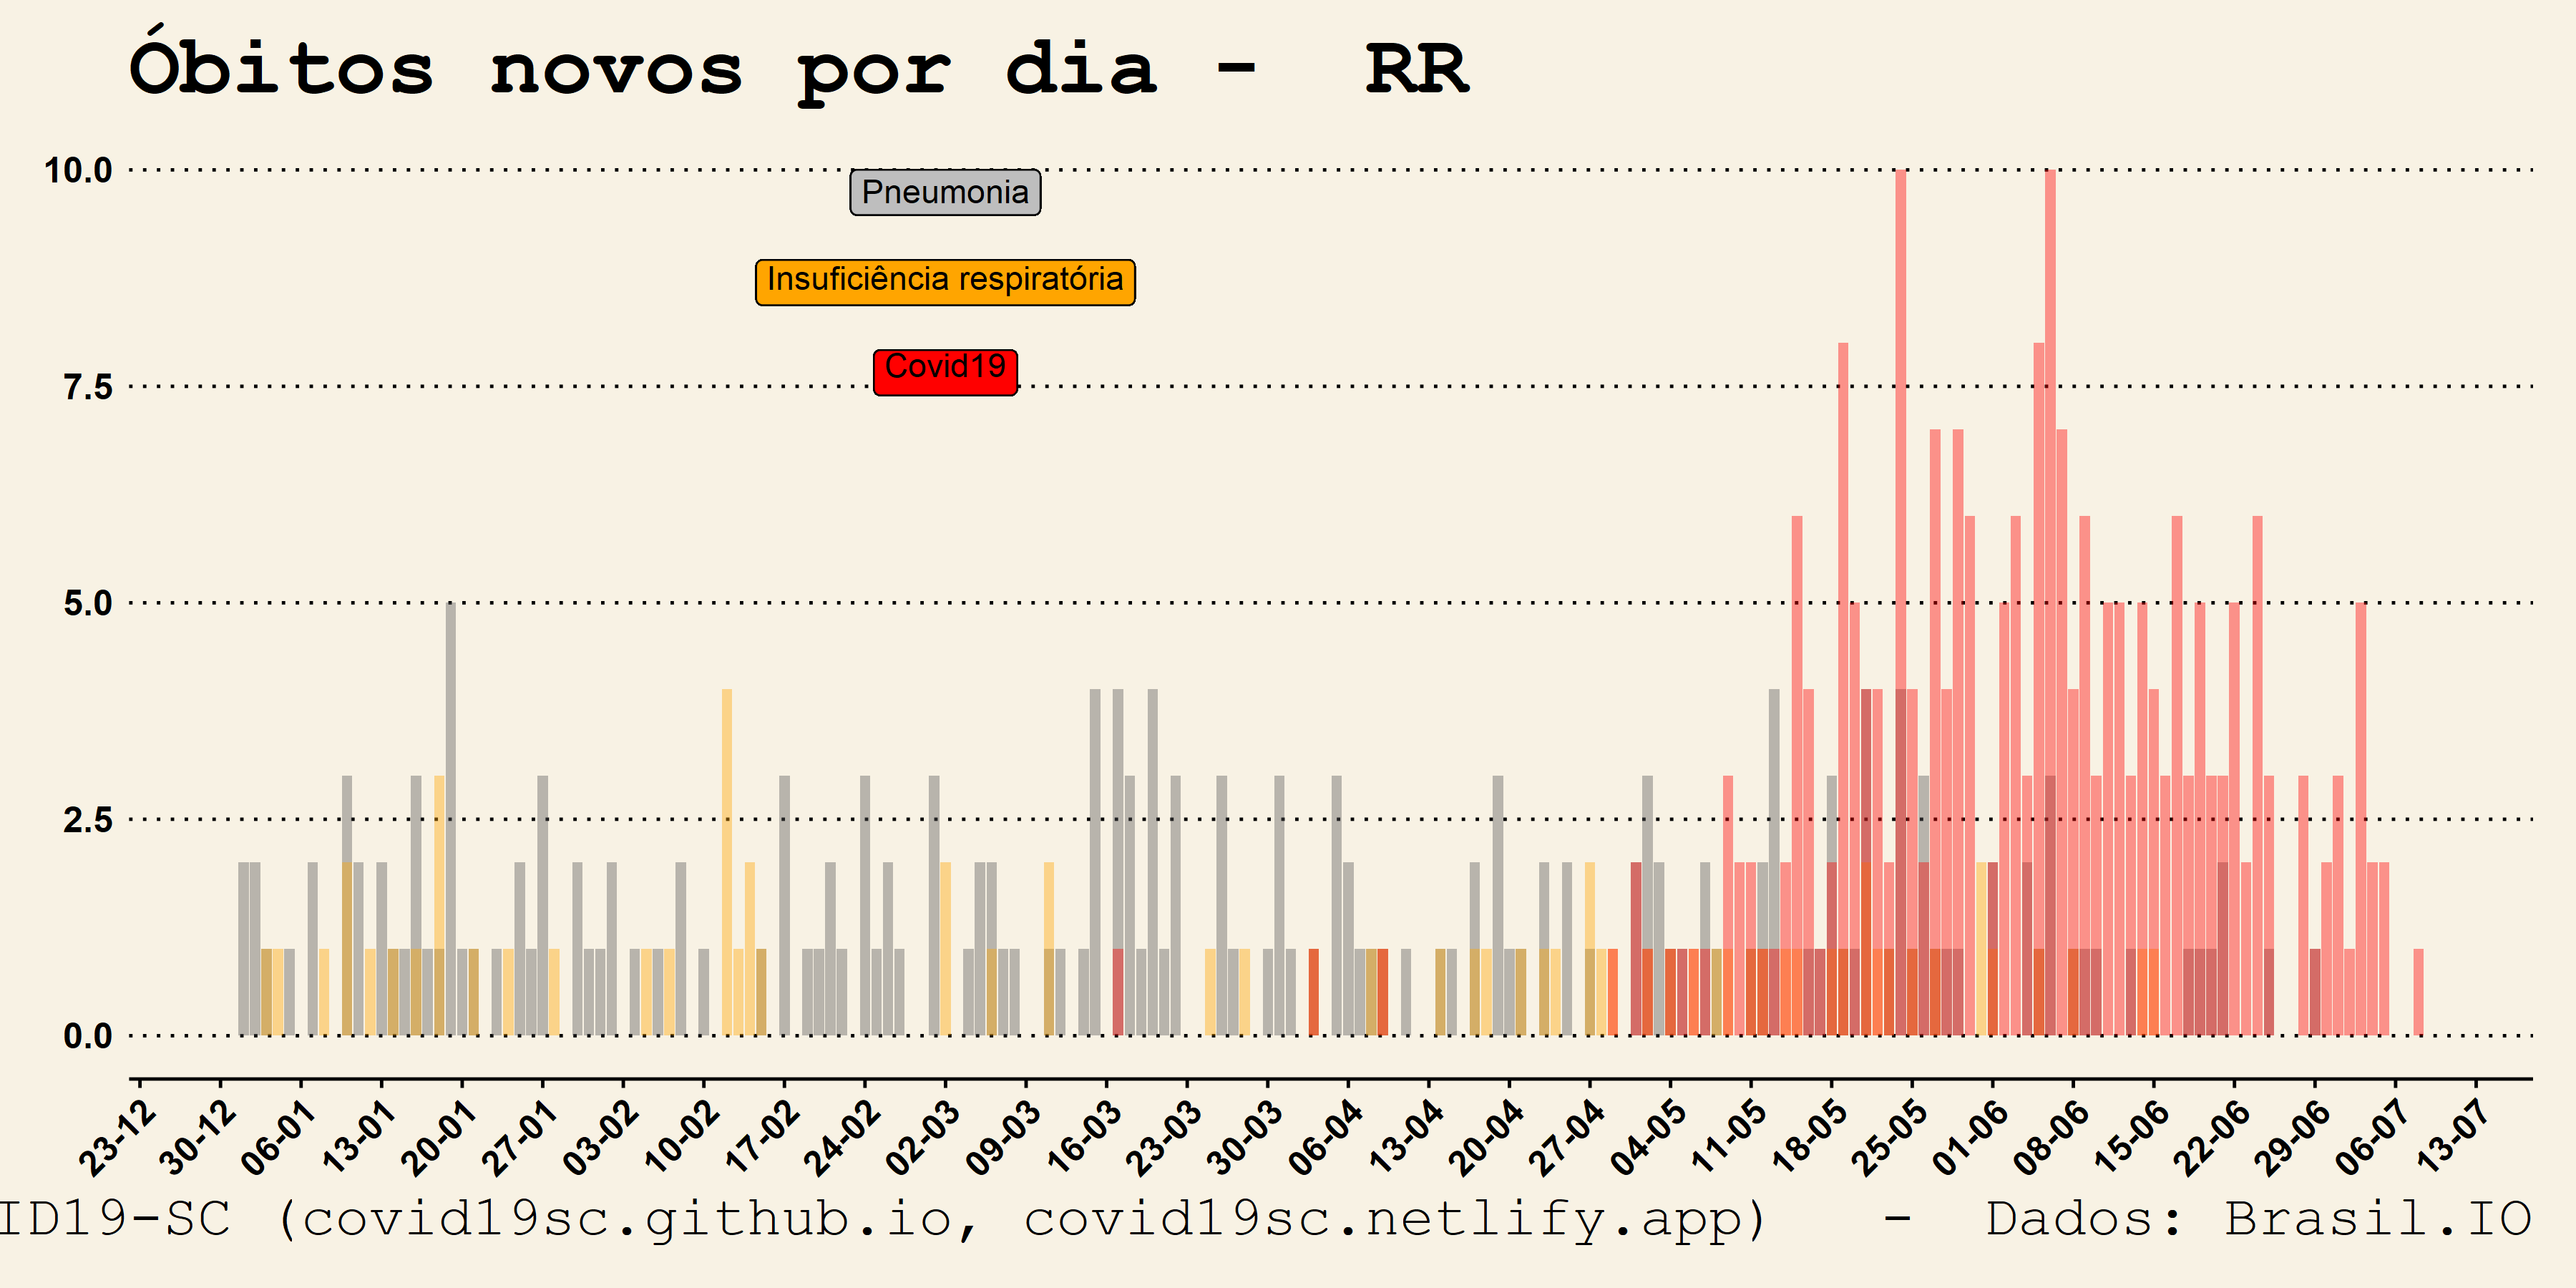 Óbitos novos por dia - RR
10.0
Pneumonia
Insuficiência respiratória
Covid19
7.5
5.0
2.5
0.0
23-12 30-12 06-01 13-01 20-01 27-01 03-02 10-02 17-02 24-02 02-03 09-03 16-03 23-03 30-03 06-04 13-04 20-04 27-04 04-05 11-05 18-05 25-05 01-06 08-06 15-06 22-06 29-06 06-07 13-07
ID19-SC (covid19sc.github.io, covid19sc.netlify.app) - Dados: Brasil.IO